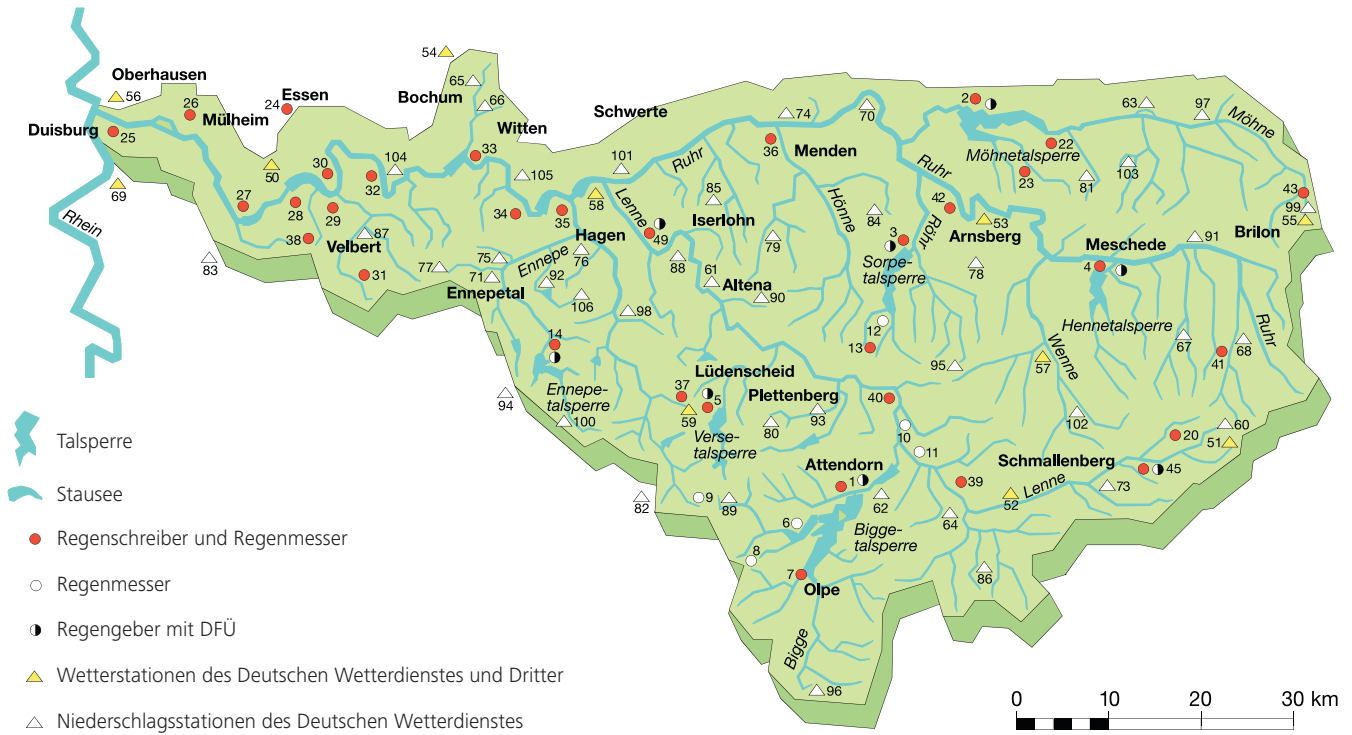 54
65
Oberhausen
56
Essen
24
Bochum
66
26
Mülheim
Duisburg
25
Witten
Schwerte
2
63
97
Möhne
74
70
33
36
Menden
Ruhr
22
Möhnetalsperre
23
81
103
30
50
104
32
105
101
Ruhr
69
Rhein
27
28
29
38
Velbert
87
31
83
34
35
58
Hagen
Lenne
49
85
Iserlohn
79
Hönne
84
3
Röhr
42
53
Arnsberg
43
99
55
Brilon
Sorpe-
talsperre
78
Meschede
4
91
77
75
71
Ennepe
92
76
88
61
Altena
90
Ennepetal
106
98
12
13
Hennetalsperre
67
41
68
Ruhr
14
Ennepe-
talsperre
94
100
37
Lüdenscheid
5
59
Verse-
talsperre
Plettenberg
80
93
40
95
57
Wenne
10
102
11
60
20
51
Attendorn
1
62
Schmallenberg
45
73
39
52
Lenne
64
82
9
89
6
Bigge-
talsperre
8
7
Olpe
86
Bigge
96
Talsperre
Stausee
Regenschreiber und Regenmesser
Regenmesser
Regengeber mit DFÜ
Wetterstationen des Deutschen Wetterdienstes und Dritter
Niederschlagsstationen des Deutschen Wetterdienstes
0 10 20 30 km